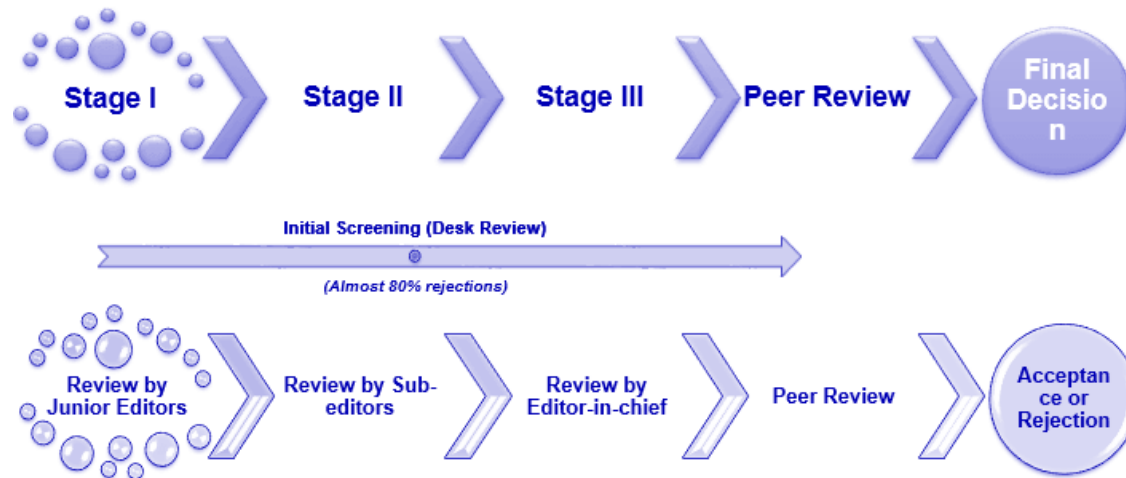 Stage I
Stage II
Stage III
Peer Review
Final
Decisio
n
Initial Screening (Desk Review)
(Almost 80% rejections)
Review by
Junior Editors
Review by Sub-
editors
Review by
Editor-in-chief
Peer Review
Acceptan
ce or
Rejection